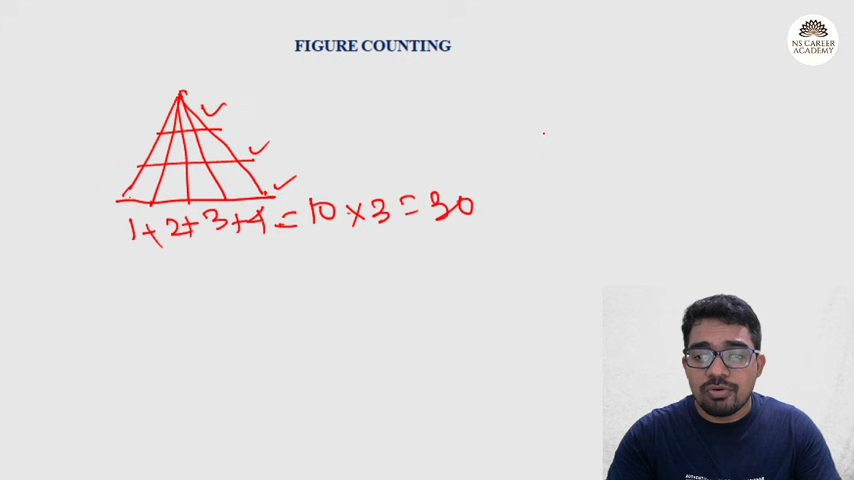 FIGURE COUNTING
NS CAREER
ACADEMY
1+2+3+4 = 10 × 3 = 30